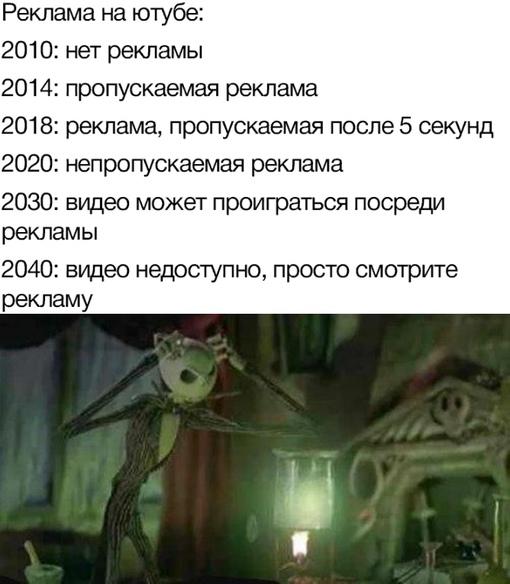 Реклама на ютубе:
2010: нет рекламы
2014: пропускаемая реклама
2018: реклама, пропускаемая после 5 секунд
2020: непропускаемая реклама
2030: видео может проиграться посреди
рекламы
2040: видео недоступно, просто смотрите
рекламу